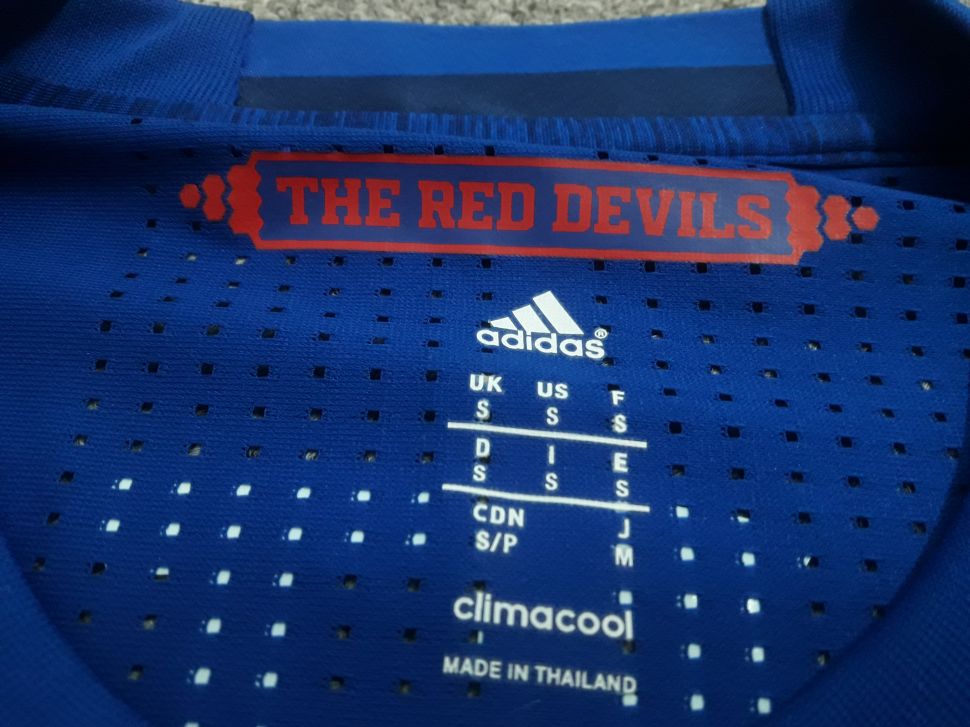 THE RED DEVILS
adidas®
UK US F
S S S
D I E
S S S
CDN J
S/P M
climacool
MADE IN THAILAND